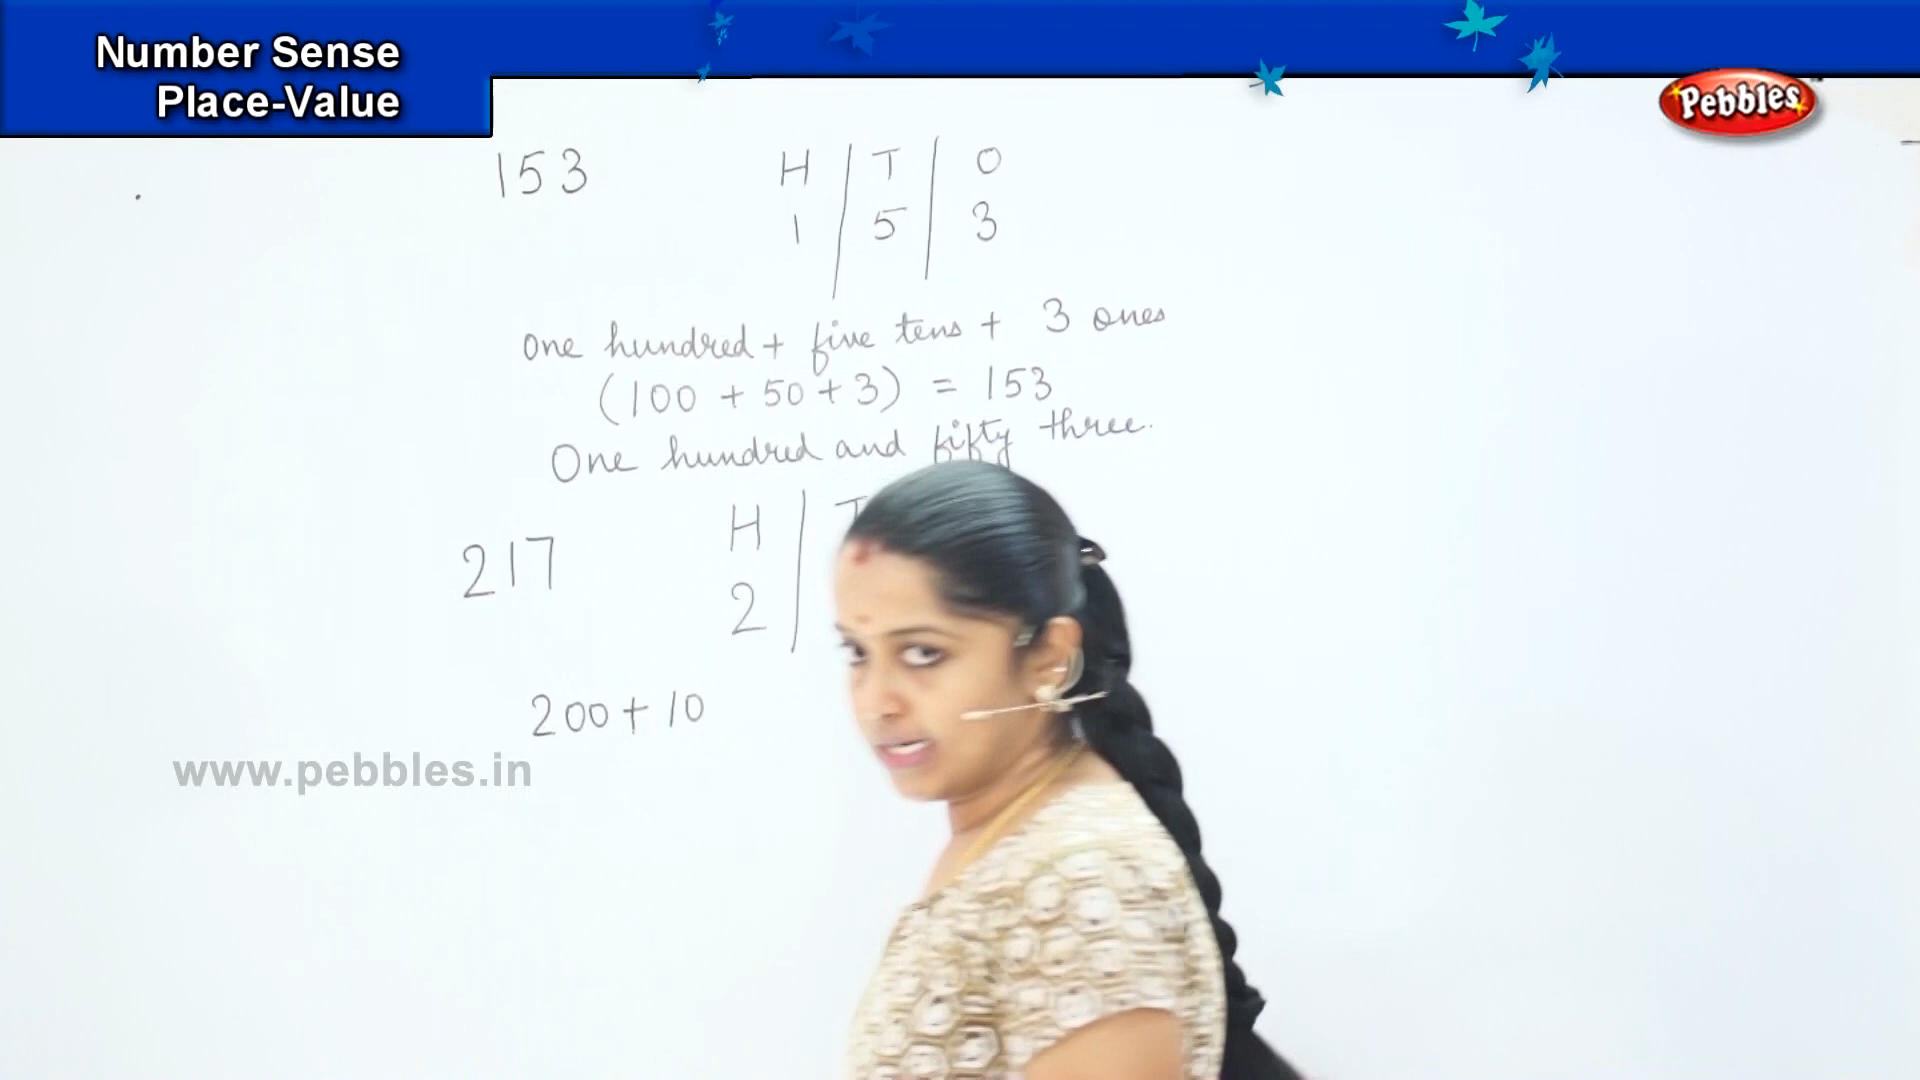 Number Sense
Place-Value
Pebbles
153
H T O
1 5 3
One hundred + five tens + 3 ones
(100 + 50 + 3) = 153
One hundred and fifty three.
H T
217
2
200 + 10
www.pebbles.in